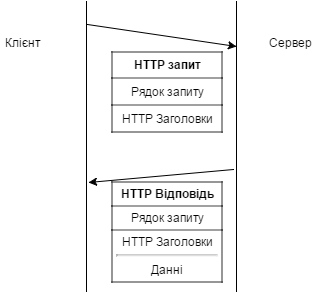 Клієнт
Сервер
HTTP запит
Рядок запиту
HTTP Заголовки
HTTP Відповідь
Рядок запиту
HTTP Заголовки
Данні